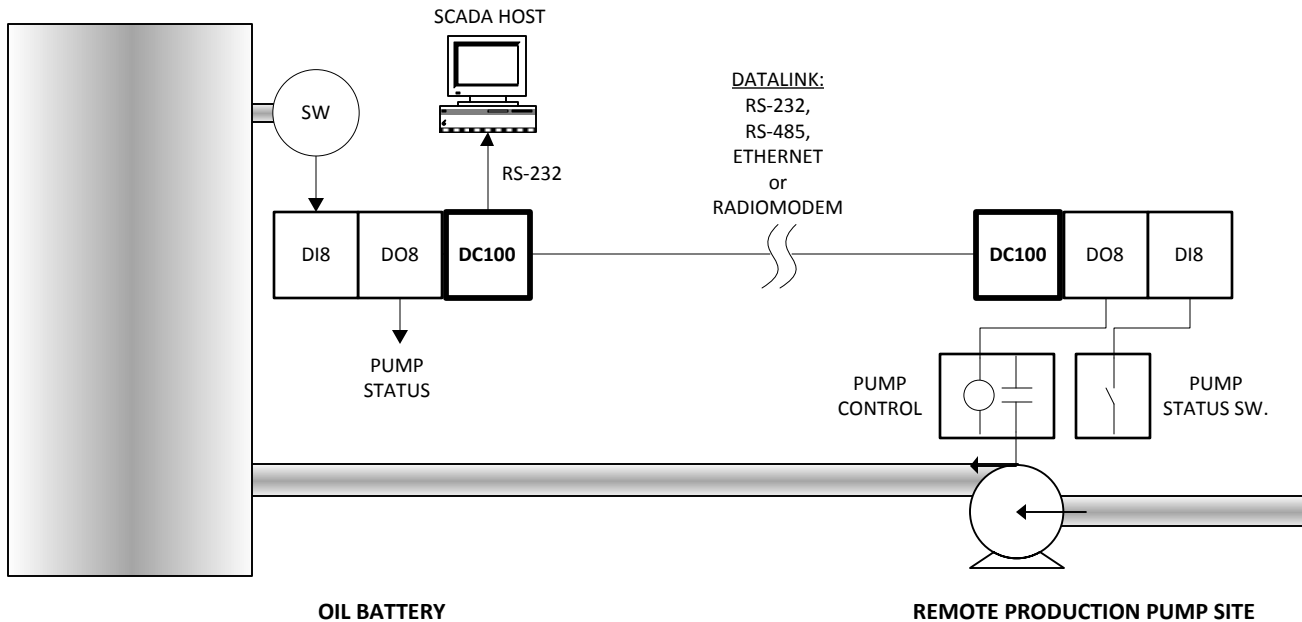 SCADA HOST
SW
RS-232
DATALINK:
RS-232,
RS-485,
ETHERNET
or
RADIOMODEM
DI8
DO8
DC100
DC100
DO8
DI8
PUMP
STATUS
PUMP
CONTROL
PUMP
STATUS SW.
OIL BATTERY
REMOTE PRODUCTION PUMP SITE